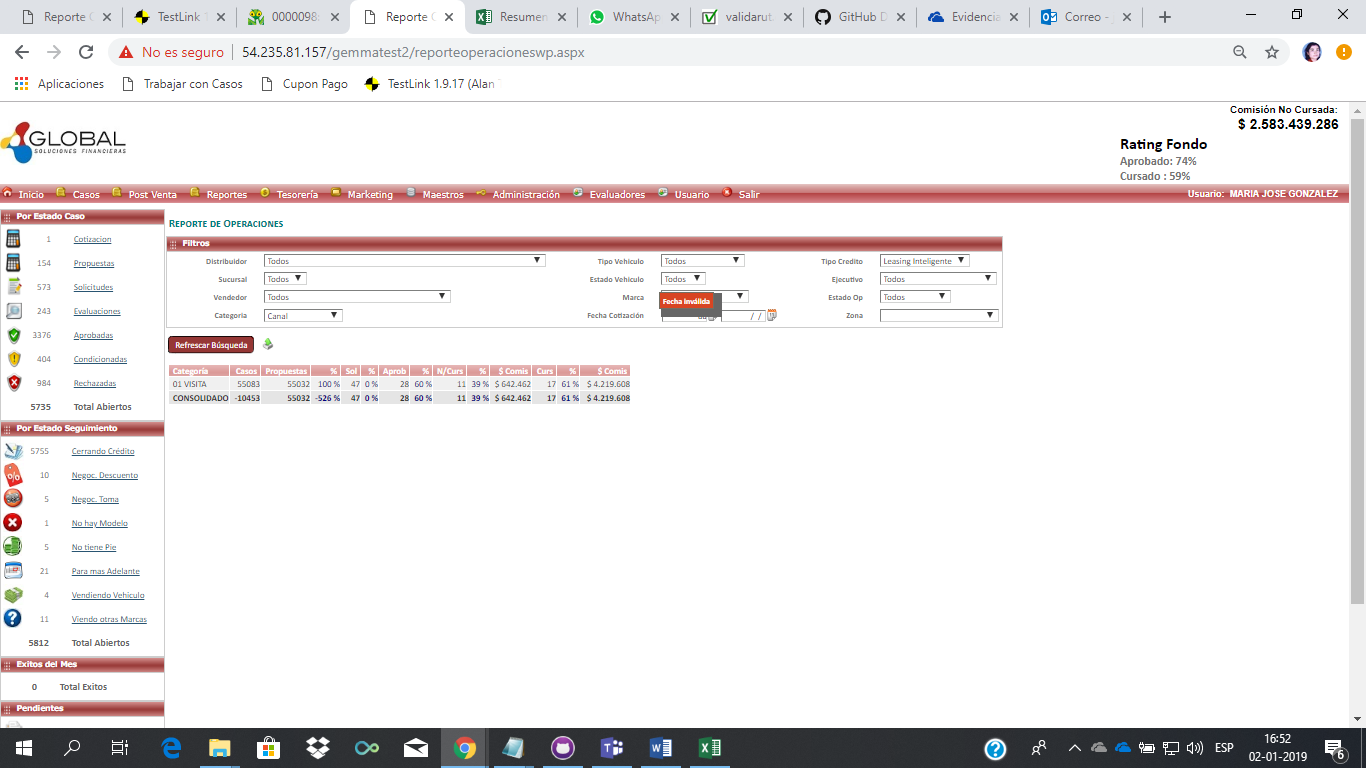 Reporte O
TestLink 1
0000098:
Reporte O
Resumen
WhatsAp
validarut.
GitHub D
Evidencia
Correo -
No es seguro | 54.235.81.157/gemmatest2/reporteoperacioneswp.aspx
Aplicaciones Trabajar con Casos Cupon Pago TestLink 1.9.17 (Alan
GLOBAL
SOLUCIONES FINANCIERAS
Comisión No Cursada:
$ 2.583.439.286
Rating Fondo
Aprobado: 74%
Cursado : 59%
Inicio Casos Post Venta Reportes Tesorería Marketing Maestros Administración Evaluadores Usuario Salir Usuario: MARIA JOSE GONZALEZ
Por Estado Caso
1 Cotizacion
154 Propuestas
573 Solicitudes
243 Evaluaciones
3376 Aprobadas
404 Condicionadas
984 Rechazadas
5735 Total Abiertos
Por Estado Seguimiento
5755 Cerrando Crédito
10 Negoc. Descuento
5 Negoc. Toma
1 No hay Modelo
5 No tiene Pie
21 Para mas Adelante
4 Vendiendo Vehículo
11 Viendo otras Marcas
5812 Total Abiertos
Exitos del Mes
0 Total Exitos
Pendientes
REPORTE DE OPERACIONES
Filtros
Distribuidor Todos Tipo Vehiculo Todos Tipo Credito Leasing Inteligente
Sucursal Todos Estado Vehiculo Todos Ejecutivo Todos
Vendedor Todos Marca Estado Op Todos
Fecha Inválida
Categoria Canal Fecha Cotización / / Zona
Refrescar Búsqueda
Categoría Casos Propuestas % Sol % Aprob % N/Curs % $ Comis Curs % $ Comis
01 VISITA 55083 55032 100 % 47 0 % 28 60 % 11 39 % $ 642.462 17 61 % $ 4.219.608
CONSOLIDADO -10453 55032 -526 % 47 0 % 28 60 % 11 39 % $ 642.462 17 61 % $ 4.219.608
ESP
16:52
02-01-2019
6